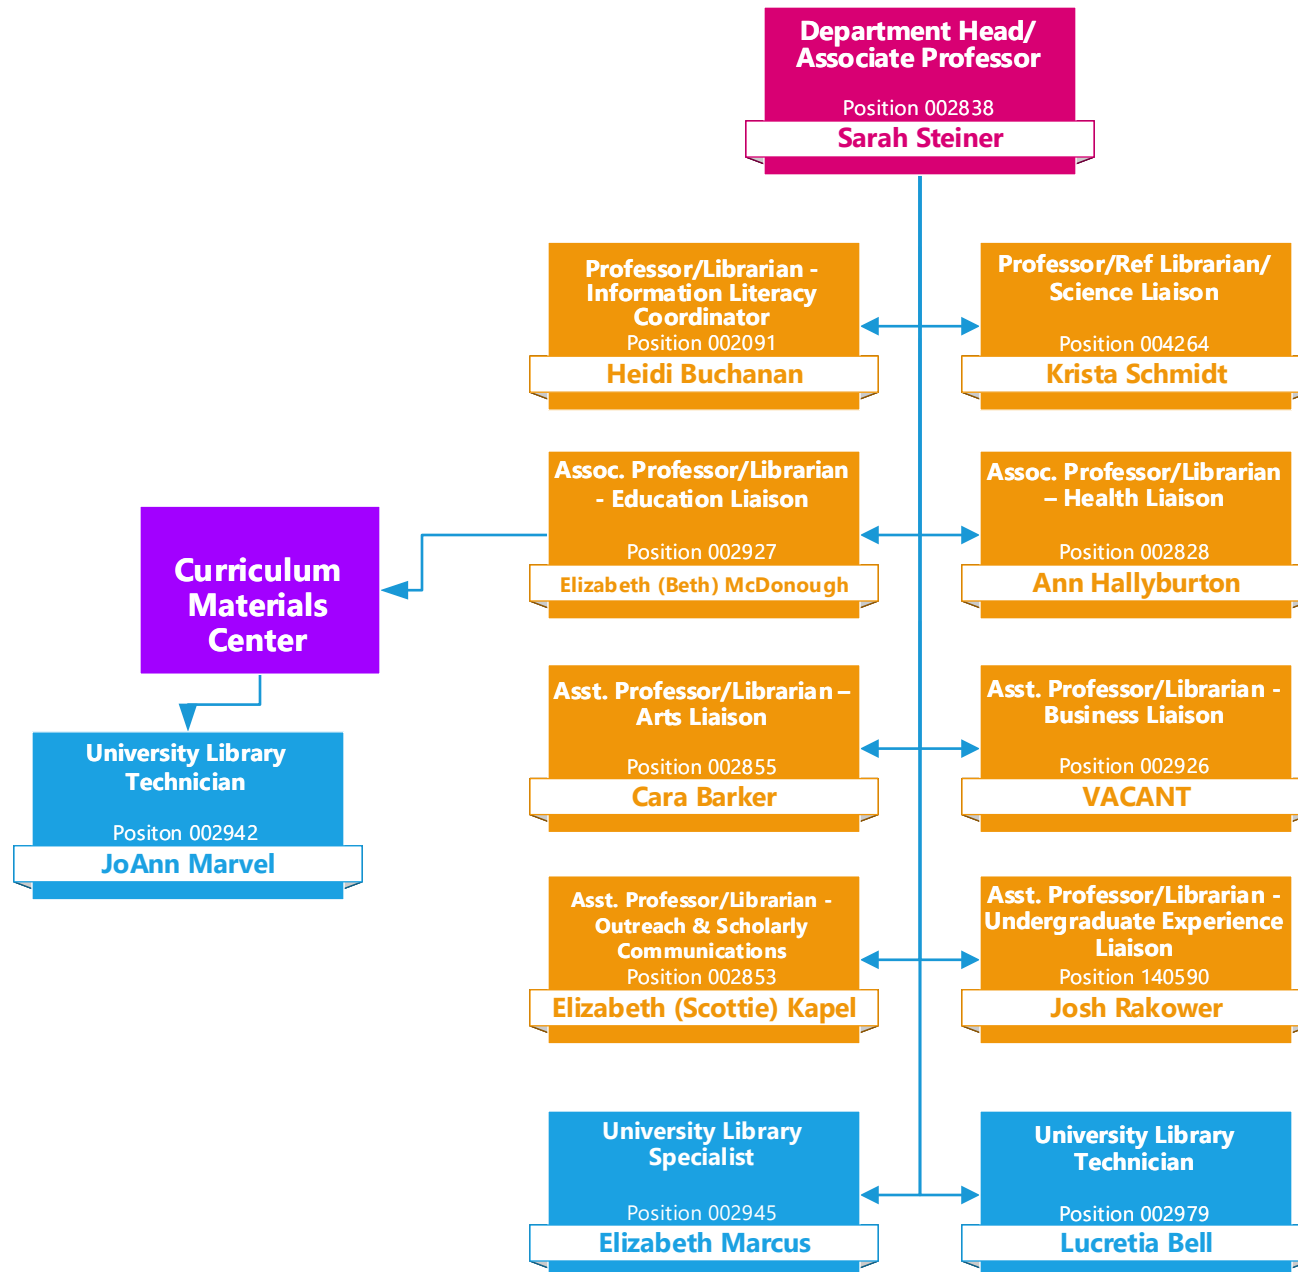 Department Head/
Associate Professor
Position 002838
Sarah Steiner
Professor/Librarian -
Information Literacy
Coordinator
Position 002091
Heidi Buchanan
Professor/Ref Librarian/
Science Liaison
Position 004264
Krista Schmidt
Assoc. Professor/Librarian
- Education Liaison
Position 002927
Elizabeth (Beth) McDonough
Assoc. Professor/Librarian
– Health Liaison
Position 002828
Ann Hallyburton
Curriculum
Materials
Center
University Library
Technician
Positon 002942
JoAnn Marvel
Asst. Professor/Librarian –
Arts Liaison
Position 002855
Cara Barker
Asst. Professor/Librarian -
Business Liaison
Position 002926
VACANT
Asst. Professor/Librarian -
Outreach & Scholarly
Communications
Position 002853
Elizabeth (Scottie) Kapel
Asst. Professor/Librarian -
Undergraduate Experience
Liaison
Position 140590
Josh Rakower
University Library
Specialist
Position 002945
Elizabeth Marcus
University Library
Technician
Position 002979
Lucretia Bell